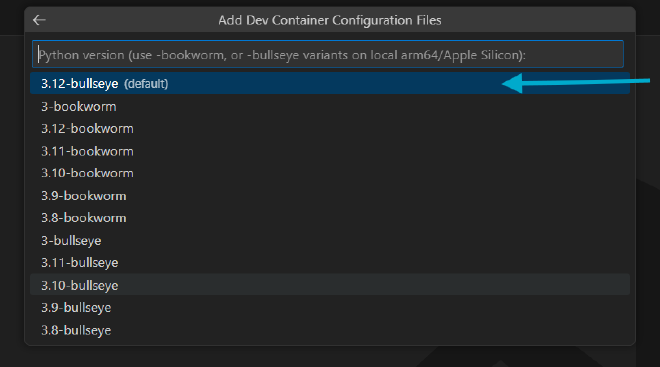 Add Dev Container Configuration Files
Python version (use -bookworm, or -bullseye variants on local arm64/Apple Silicon):
3.12-bullseye (default)
3-bookworm
3.12-bookworm
3.11-bookworm
3.10-bookworm
3.9-bookworm
3.8-bookworm
3-bullseye
3.11-bullseye
3.10-bullseye
3.9-bullseye
3.8-bullseye